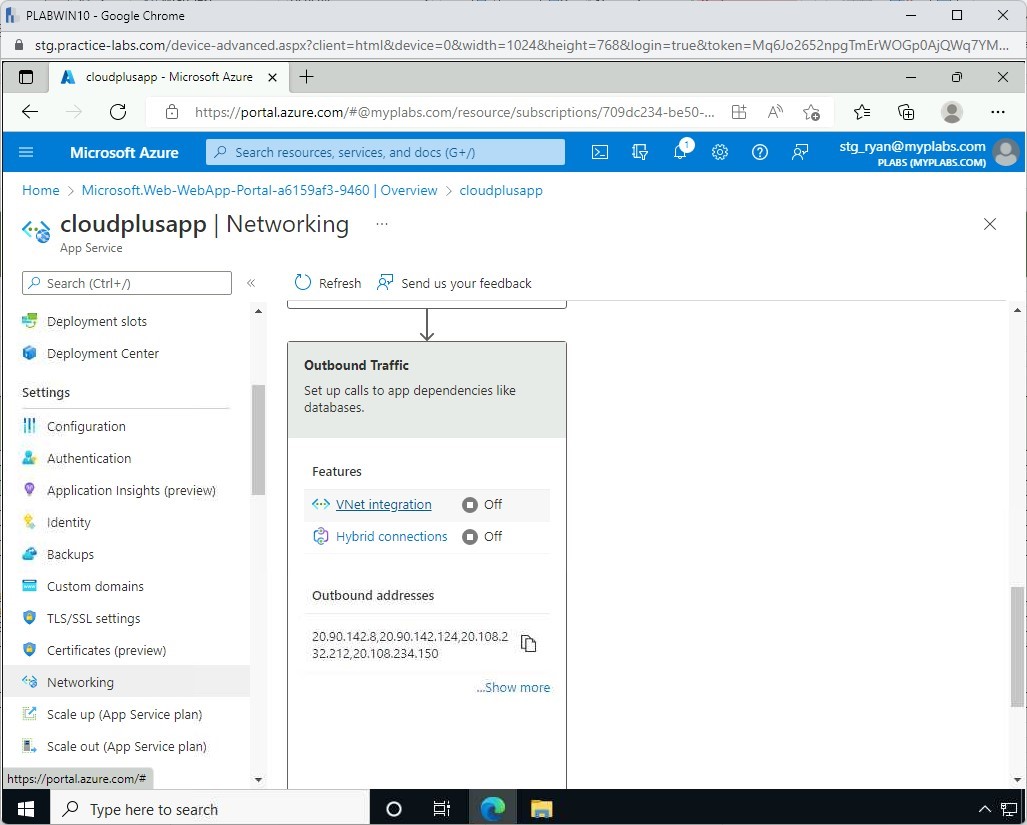 PLABWIN10 - Google Chrome
stg.practice-labs.com/device-advanced.aspx?client=html&device=0&width=1024&height=768&login=true&token=Mq6Jo2652npgTmErWOGp0AjQWq7YM...
cloudplusapp - Microsoft Azure
https://portal.azure.com/#@myplabs.com/resource/subscriptions/709dc234-be50-...
Microsoft Azure
Search resources, services, and docs (G+/)
1
stg_ryan@myplabs.com
PLABS (MYPLABS.COM)
Home > Microsoft.Web-WebApp-Portal-a6159af3-9460 | Overview > cloudplusapp
cloudplusapp | Networking ...
App Service
Search (Ctrl+/)
«
Refresh
Send us your feedback
Deployment slots
Deployment Center
Settings
Configuration
Authentication
Application Insights (preview)
Identity
Backups
Custom domains
TLS/SSL settings
Certificates (preview)
Networking
Scale up (App Service plan)
Scale out (App Service plan)
https://portal.azure.com/#
Outbound Traffic
Set up calls to app dependencies like
databases.
Features
VNet integration Off
Hybrid connections Off
Outbound addresses
20.90.142.8,20.90.142.124,20.108.2
32.212,20.108.234.150
...Show more
Type here to search